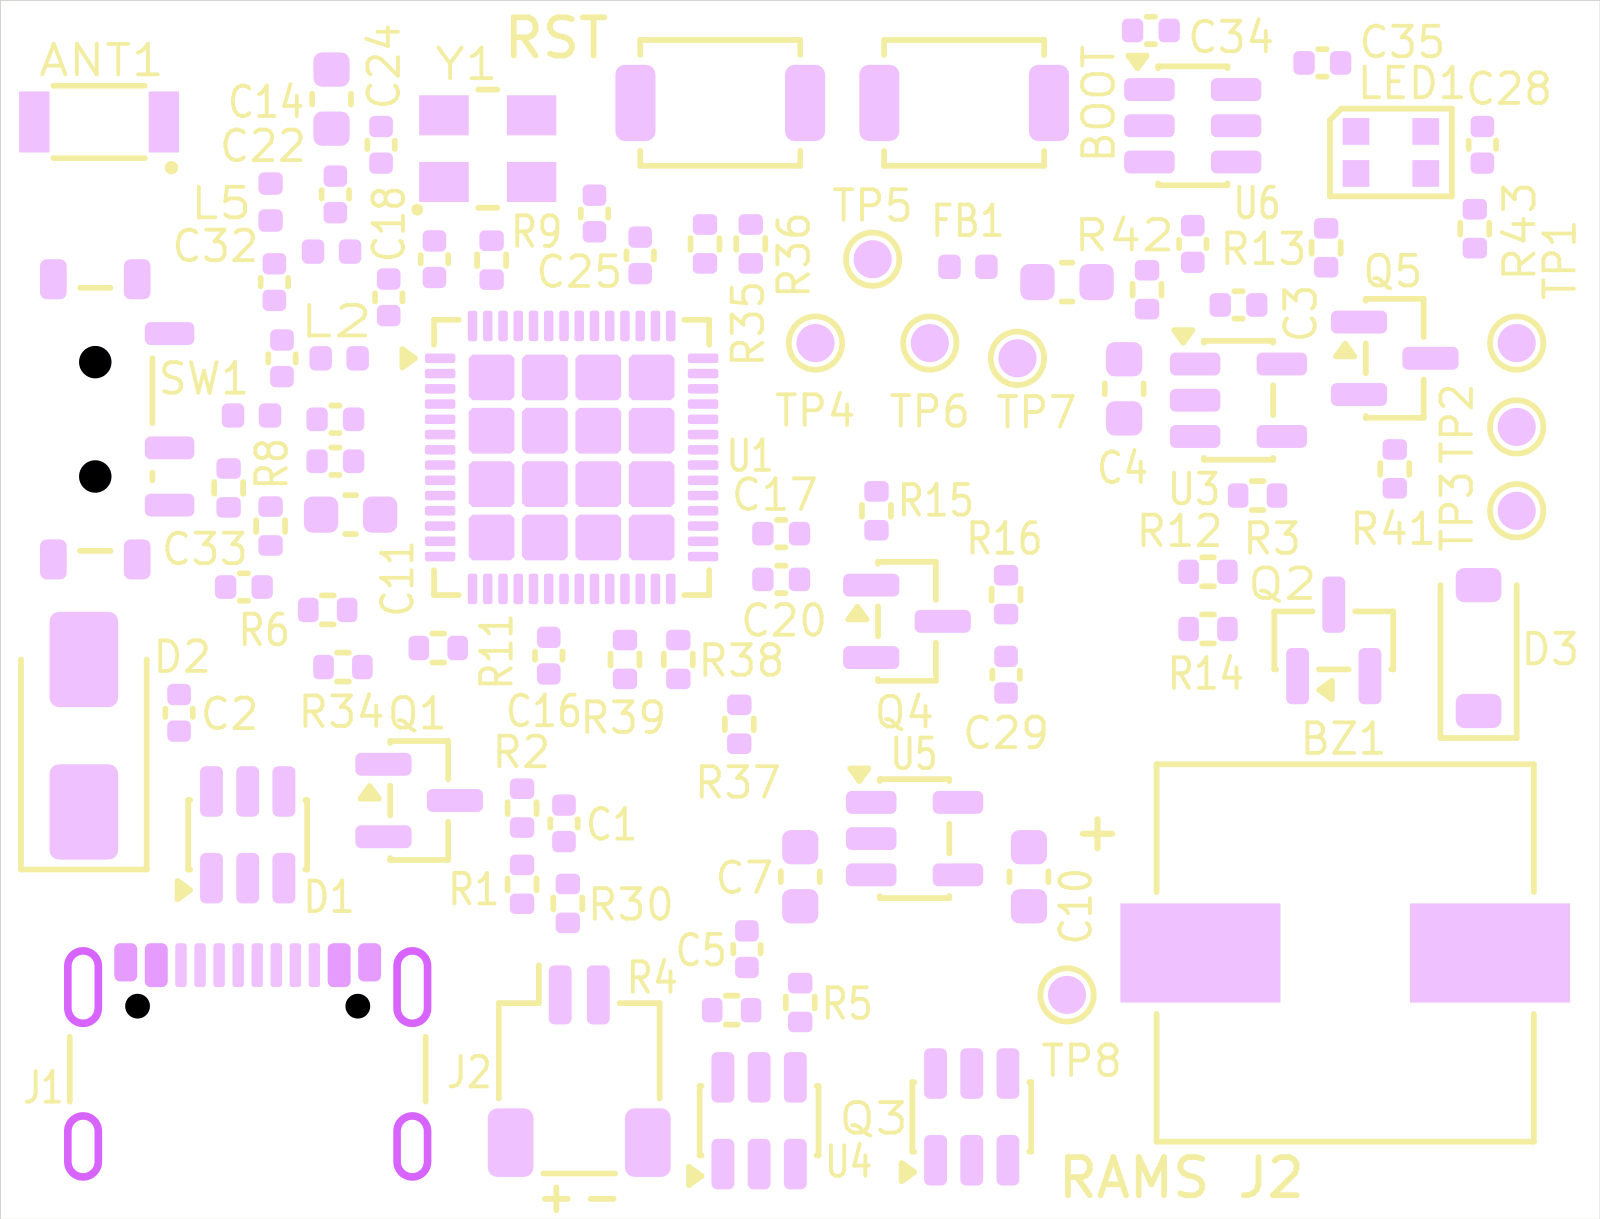 RST
C34
C35
ANT1
C24
Y1
BOOT
LED1
C28
C14
C22
L5
C18
R9
TP5
FB1
U6
R43
C32
C25
R36
R42
R13
Q5
TP1
L2
R35
C3
SW1
TP4
TP6
TP7
TP2
R8
U1
C4
C17
R15
U3
TP3
C33
R16
R12
R3
R41
C11
Q2
R6
C20
D2
R11
R38
R14
D3
C2
R34
Q1
C16
R39
Q4
C29
BZ1
R2
U5
R37
C1
+
C7
R1
D1
R30
C10
C5
R4
R5
J1
J2
TP8
Q3
U4
RAMS J2
+ -